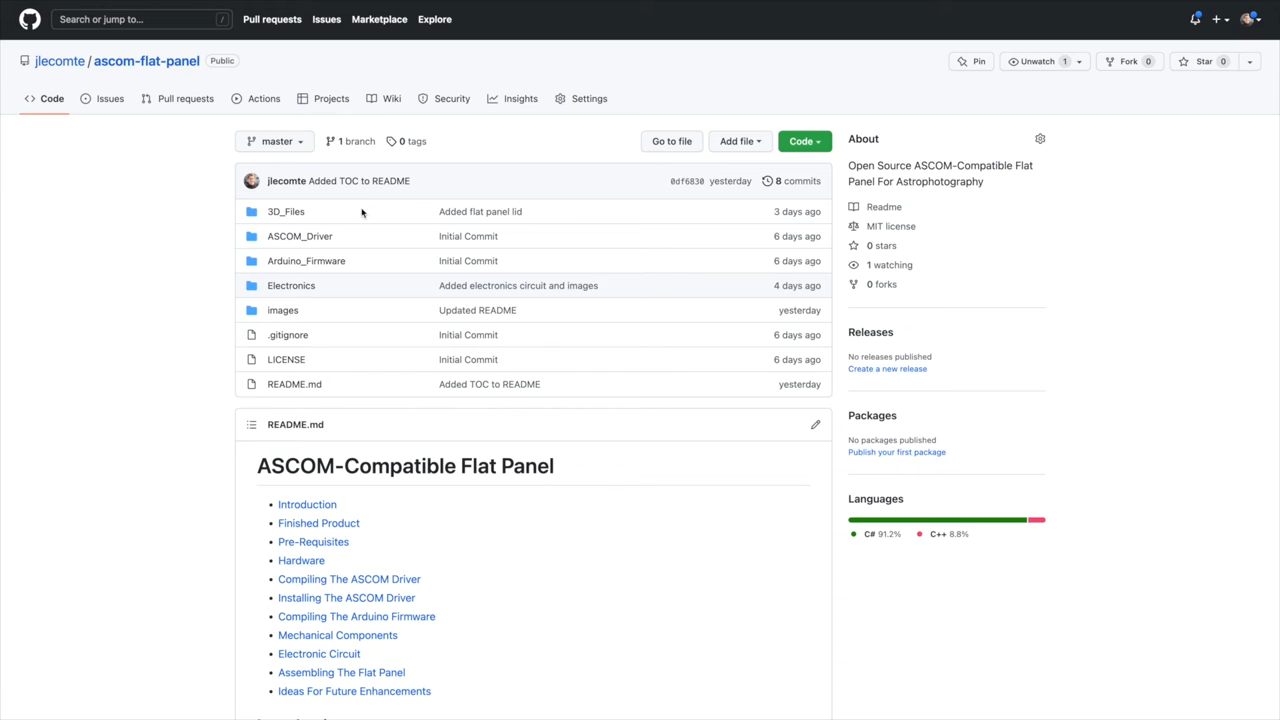 Search or jump to... /
Pull requests Issues Marketplace Explore
jlecomte / ascom-flat-panel Public
Pin Unwatch 1 Fork 0 Star 0
Code Issues Pull requests Actions Projects Wiki Security Insights Settings
master 1 branch 0 tags Go to file Add file Code
jlecomte Added TOC to README 0df6830 yesterday 8 commits
3D_Files Added flat panel lid 3 days ago
ASCOM_Driver Initial Commit 6 days ago
Arduino_Firmware Initial Commit 6 days ago
Electronics Added electronics circuit and images 4 days ago
images Updated README yesterday
.gitignore Initial Commit 6 days ago
LICENSE Initial Commit 6 days ago
README.md Added TOC to README yesterday
README.md
ASCOM-Compatible Flat Panel
Introduction
Finished Product
Pre-Requisites
Hardware
Compiling The ASCOM Driver
Installing The ASCOM Driver
Compiling The Arduino Firmware
Mechanical Components
Electronic Circuit
Assembling The Flat Panel
Ideas For Future Enhancements
About
Open Source ASCOM-Compatible Flat
Panel For Astrophotography
Readme
MIT license
0 stars
1 watching
0 forks
Releases
No releases published
Create a new release
Packages
No packages published
Publish your first package
Languages
C# 91.2% C++ 8.8%